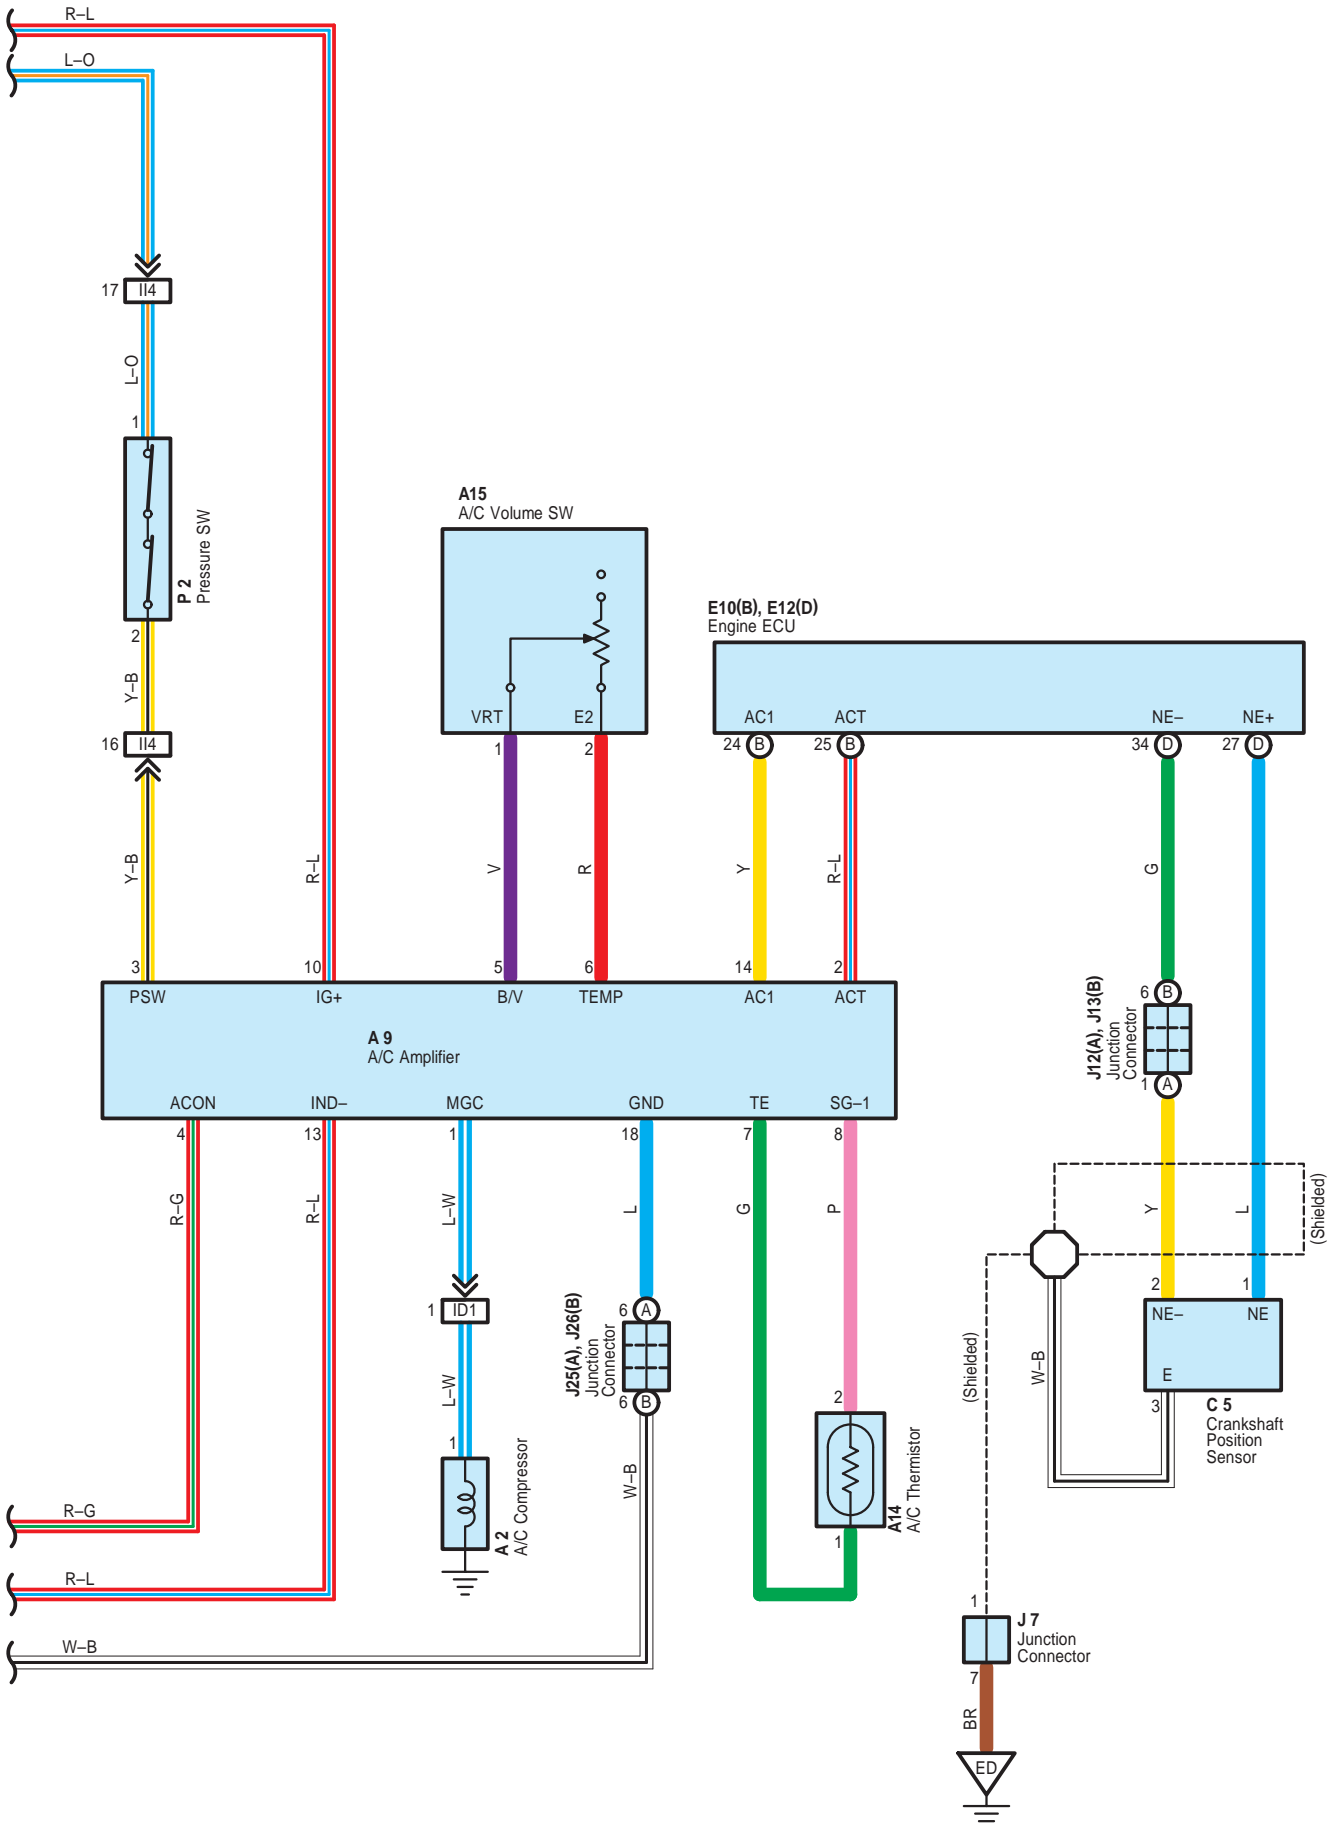 R–L
L–O
17 II4
L–O
1
P 2
Pressure SW
2
Y–B
16 II4
Y–B
R–L
A15
A/C Volume SW
VRT E2
1 2
V
R
E10(B), E12(D)
Engine ECU
AC1 ACT NE– NE+
24 B 25 B 34 D 27 D
Y
R–L
G
3 10 5 6 14 2
PSW IG+ B/V TEMP AC1 ACT
A 9
A/C Amplifier
ACON IND– MGC GND TE SG–1
4 13 1 18 7 8
6 B
J12(A), J13(B)
Junction
Connector
1 A
R–G
R–L
L–W
L
G
P
Y
L
(Shielded)
2 1
NE– NE
E
3
C 5
Crankshaft
Position
Sensor
1 ID1
L–W
1
A 2
A/C Compressor
6 A
J25(A), J26(B)
Junction
Connector
6 B
W–B
2
A14
A/C Thermistor
1
(Shielded)
W–B
R–G
R–L
W–B
1
J 7
Junction
Connector
7
BR
ED